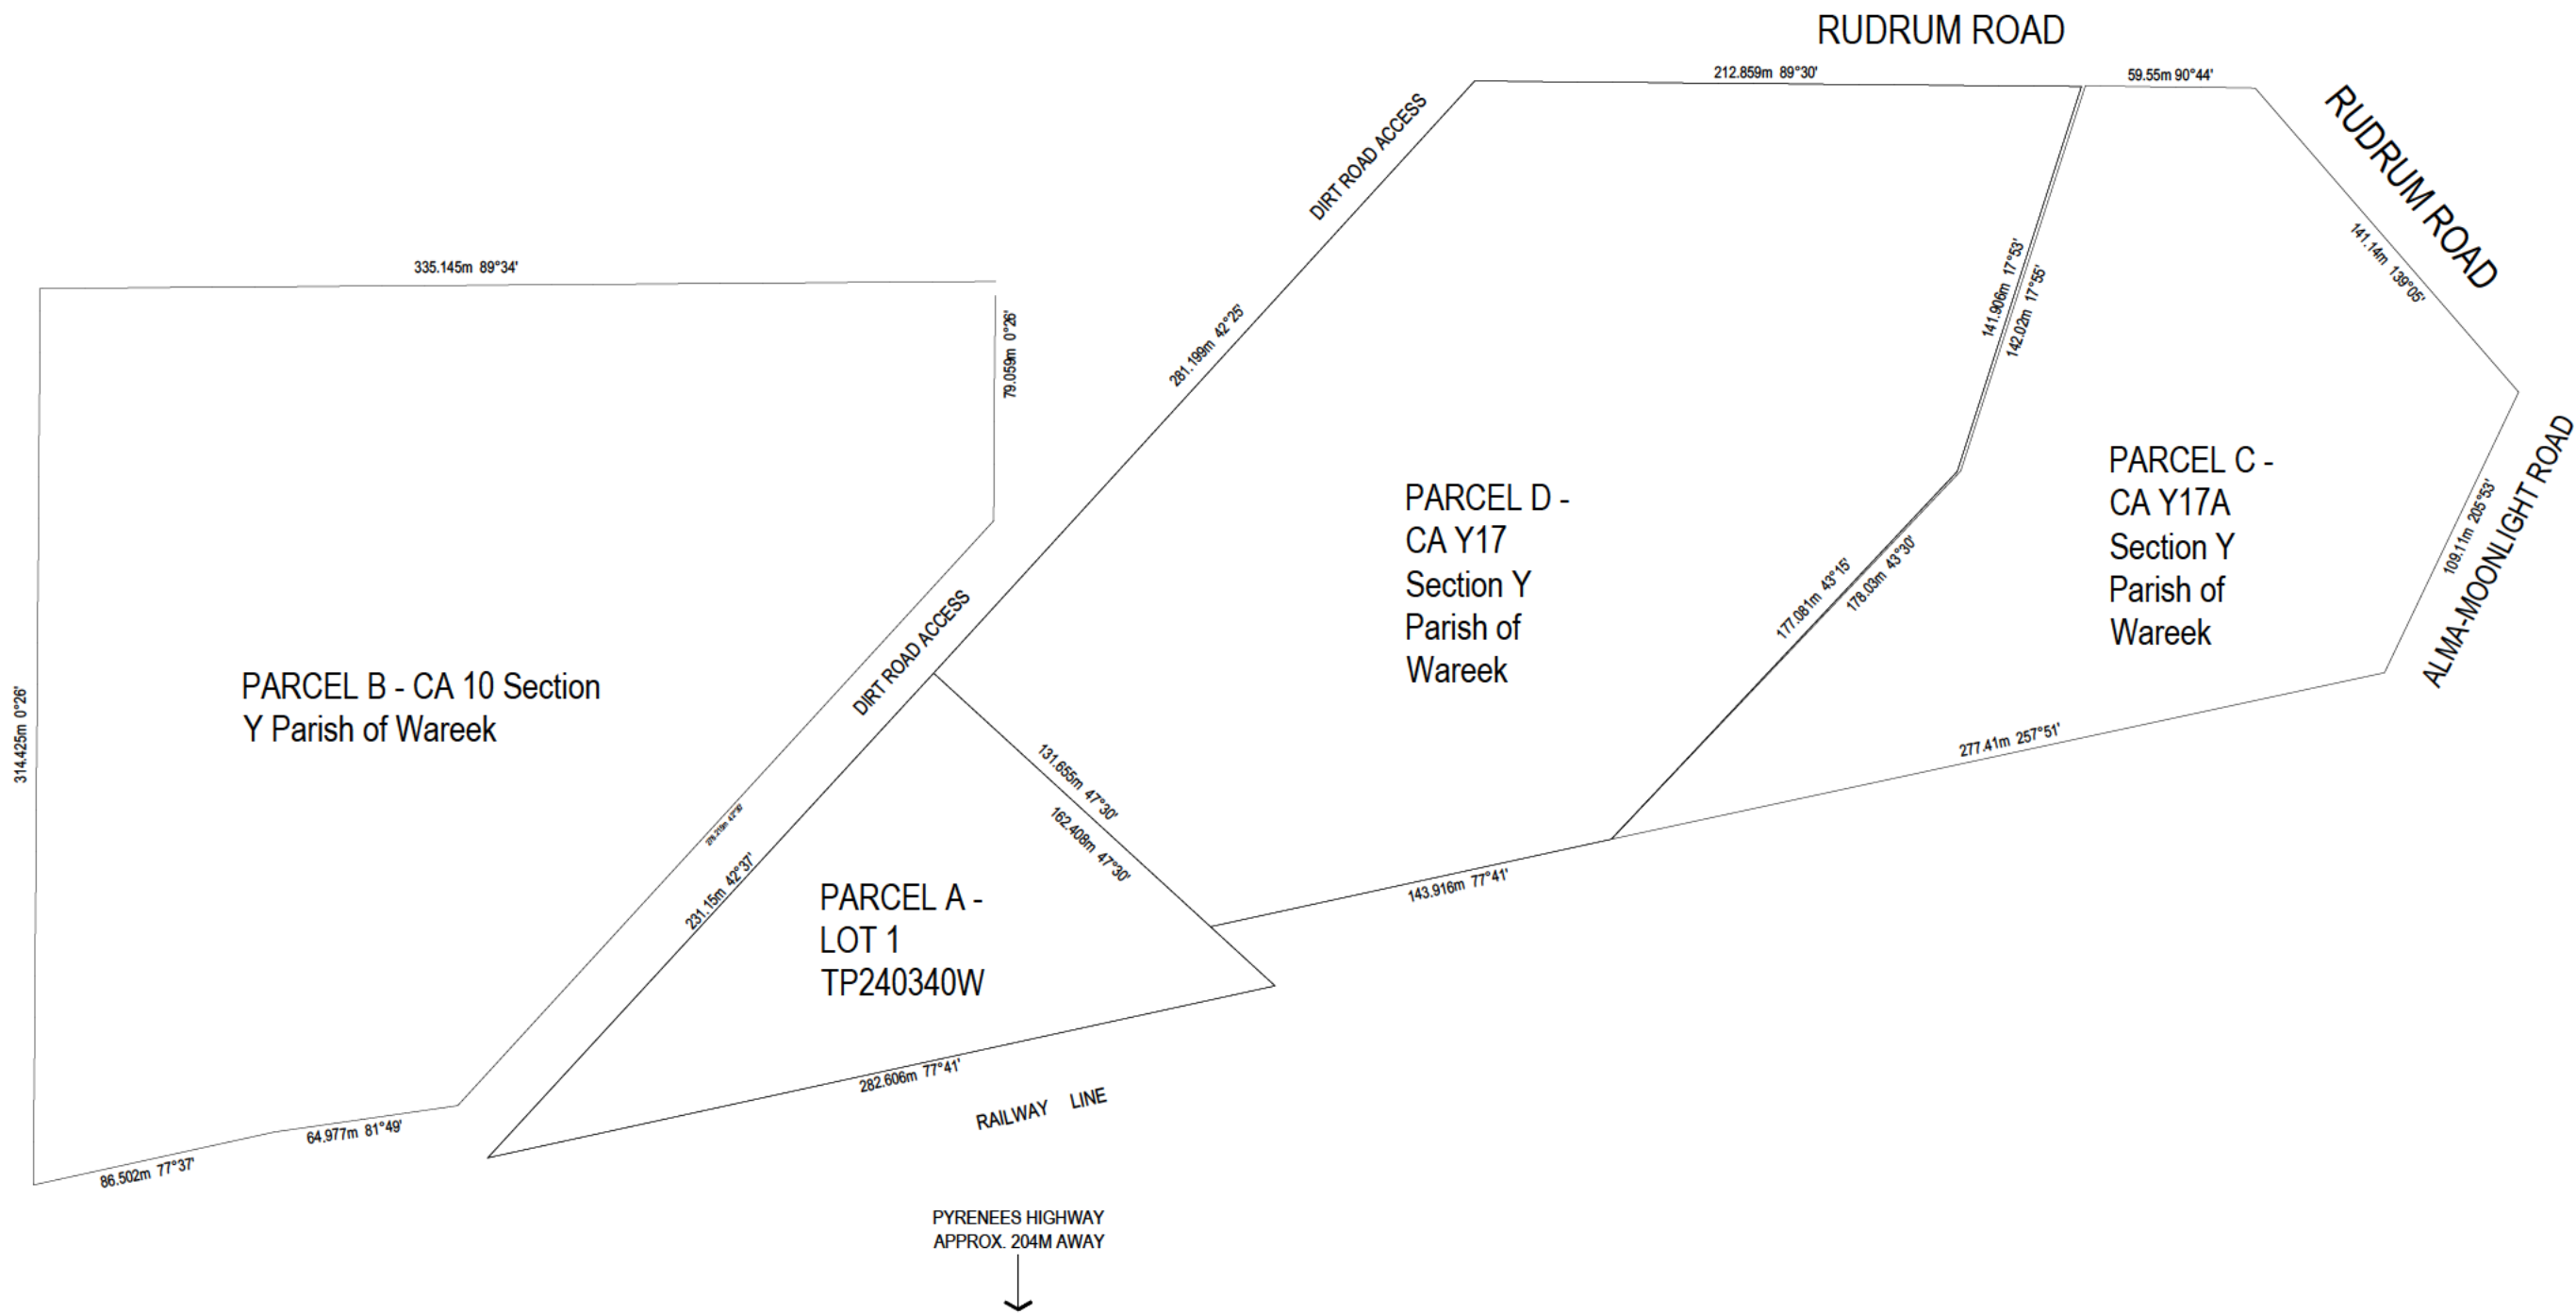 RUDRUM ROAD
212.859m 89°30'
59.55m 90°44'
RUDRUM ROAD
DIRT ROAD ACCESS
141.14m 139°05'
335.145m 89°34'
79.059m 0°26'
281.199m 42°25'
141.906m 17°53'
142.02m 17°55'
PARCEL D -
CA Y17
Section Y
Parish of
Wareek
PARCEL C -
CA Y17A
Section Y
Parish of
Wareek
109.11m 205°53'
ALMA-MOONLIGHT ROAD
177.081m 43°15'
178.03m 43°30'
DIRT ROAD ACCESS
PARCEL B - CA 10 Section
Y Parish of Wareek
314.425m 0°26'
277.41m 257°51'
131.655m 47°30'
162.408m 47°30'
231.15m 42°37'
PARCEL A -
LOT 1
TP240340W
143.916m 77°41'
282.606m 77°41'
RAILWAY LINE
64.977m 81°49'
86.502m 77°37'
PYRENEES HIGHWAY
APPROX. 204M AWAY